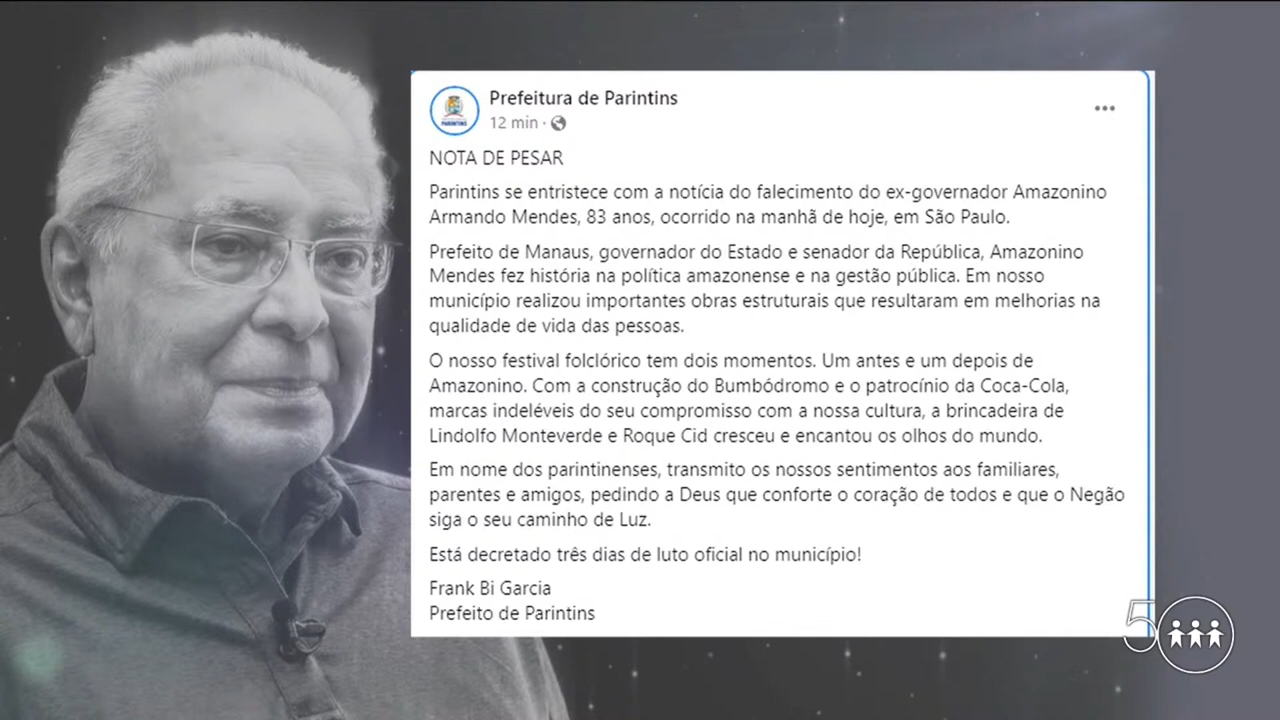 Prefeitura de Parintins
12 min ·
NOTA DE PESAR
Parintins se entristece com a notícia do falecimento do ex-governador Amazonino
Armando Mendes, 83 anos, ocorrido na manhã de hoje, em São Paulo.
Prefeito de Manaus, governador do Estado e senador da República, Amazonino
Mendes fez história na política amazonense e na gestão pública. Em nosso
município realizou importantes obras estruturais que resultaram em melhorias na
qualidade de vida das pessoas.
O nosso festival folclórico tem dois momentos. Um antes e um depois de
Amazonino. Com a construção do Bumbódromo e o patrocínio da Coca-Cola,
marcas indeléveis do seu compromisso com a nossa cultura, a brincadeira de
Lindolfo Monteverde e Roque Cid cresceu e encantou os olhos do mundo.
Em nome dos parintinenses, transmito os nossos sentimentos aos familiares,
parentes e amigos, pedindo a Deus que conforte o coração de todos e que o Negão
siga o seu caminho de Luz.
Está decretado três dias de luto oficial no município!
Frank Bi Garcia
Prefeito de Parintins
PARINTINS
5